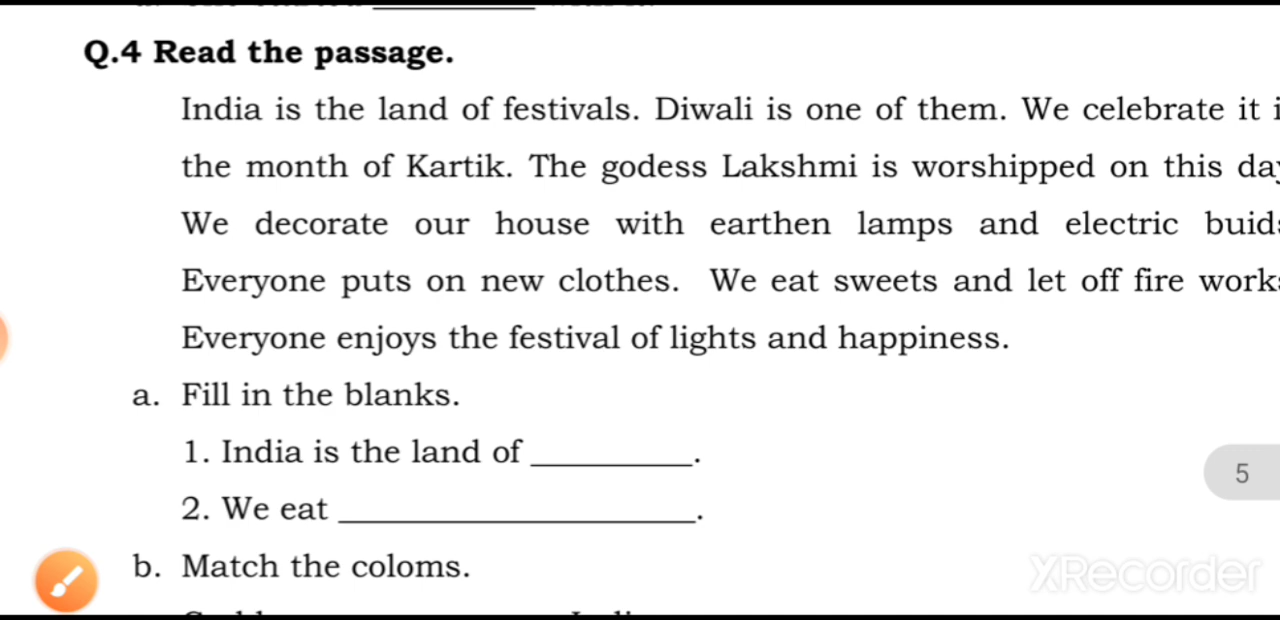 Q.4 Read the passage.
India is the land of festivals. Diwali is one of them. We celebrate it
the month of Kartik. The godess Lakshmi is worshipped on this
We decorate our house with earthen lamps and electric
Everyone puts on new clothes. We eat sweets and let off fire
Everyone enjoys the festival of lights and happiness.
a. Fill in the blanks.
1. India is the land of __________.
2. We eat ______________________.
5
b. Match the coloms.
XRecorder